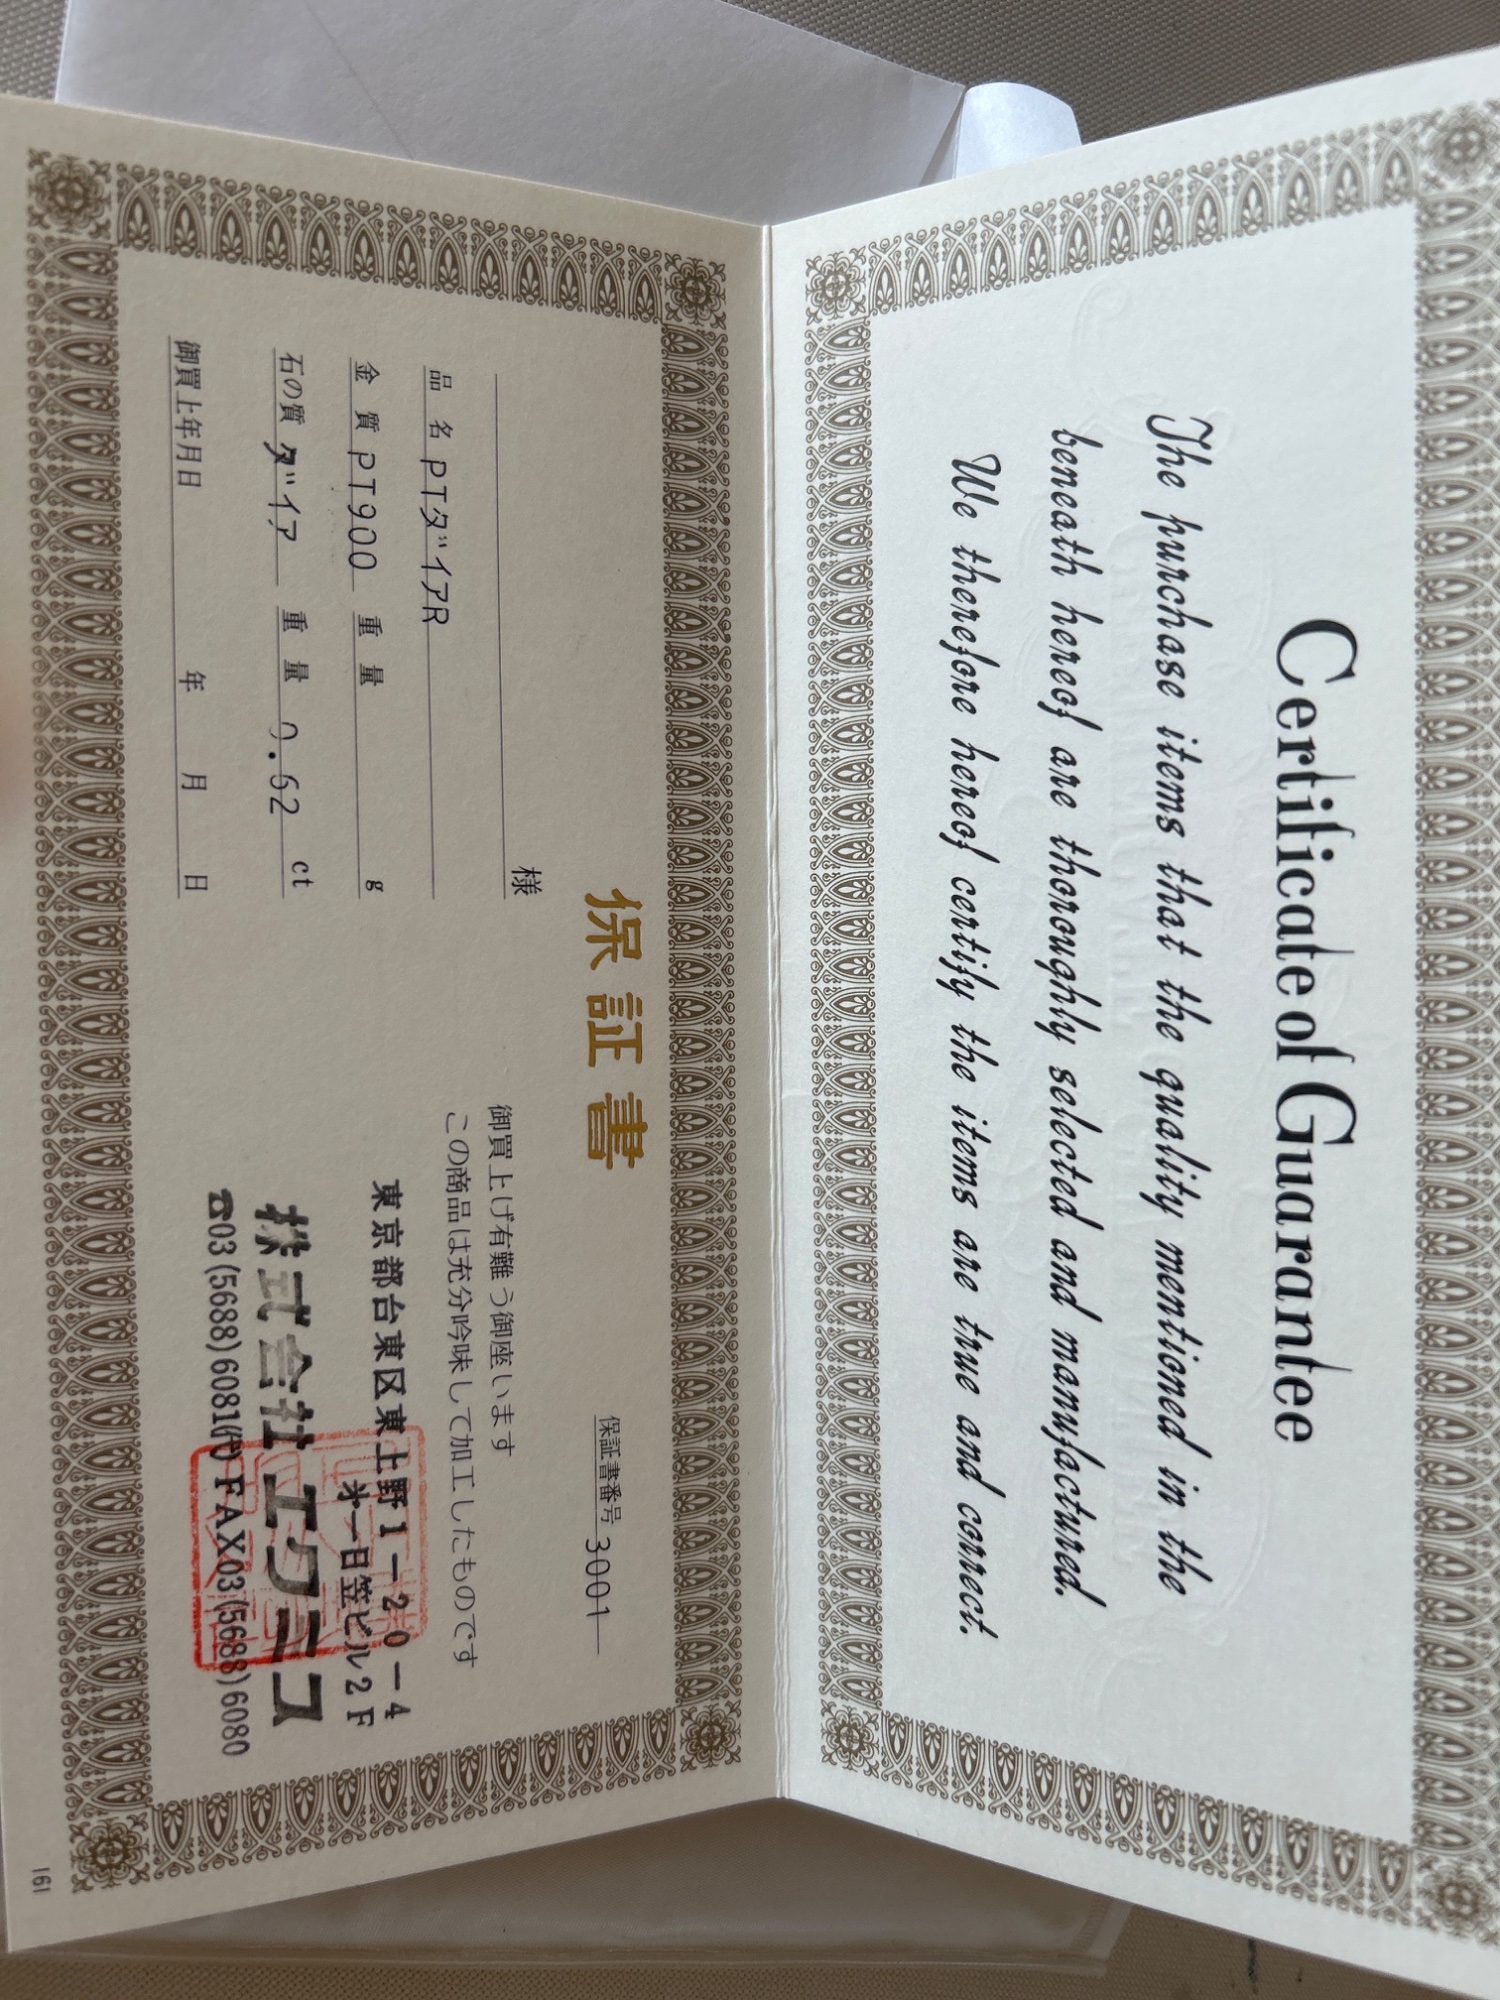 Certificate of Guarantee
The purchase items that the quality mentioned in the
beneath hereof are thoroughly selected and manufactured.
We therefore hereof certify the items are true and correct.
保証書
保証書番号 3001
様
品名 PTダイアR
金質 PT900 重量 g
石の質 ダイア 重量 0.52 ct
御買上年月日 年 月 日
御買上げ有難う御座います
この商品は充分吟味して加工したものです
東京都台東区東上野1-20-4
第一日笠ビル2F
株式会社エクニコ
☎03(5688)6081(代)FAX03(5688)6080
161